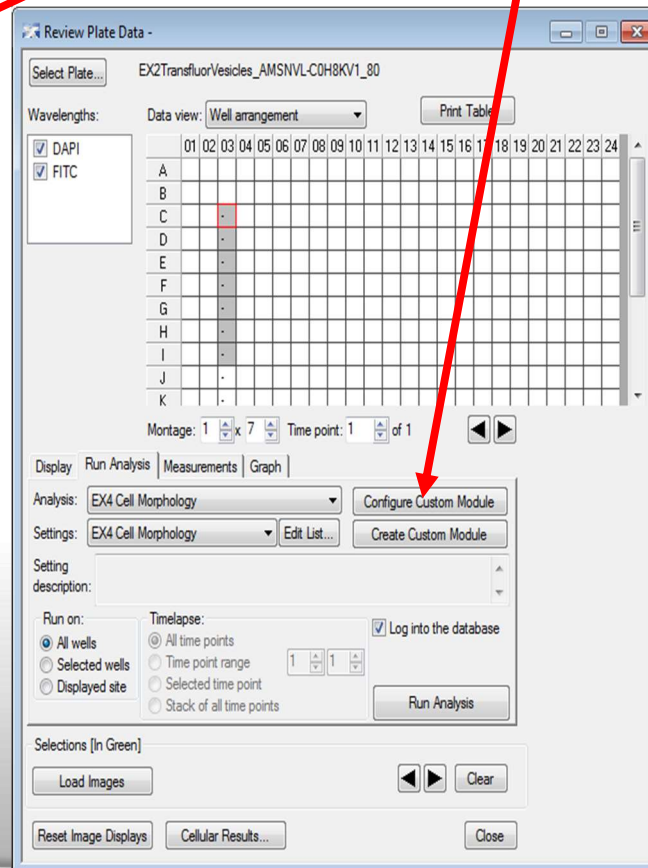 Review Plate Data -
Select Plate... EX2TransfluorVesicles_AMSNVL-C0H8KV1_80
Wavelengths: Data view: Well arrangement Print Table
DAPI
FITC
01 02 03 04 05 06 07 08 09 10 11 12 13 14 15 16 17 18 19 20 21 22 23 24
A
B
C -
D -
E -
F -
G -
H -
I -
J -
K -
Montage: 1 x 7 Time point: 1 of 1
Display Run Analysis Measurements Graph
Analysis: EX4 Cell Morphology Configure Custom Module
Settings: EX4 Cell Morphology Edit List... Create Custom Module
Setting
description:
Run on: Timelapse: Log into the database
All wells All time points
Selected wells Time point range 1 1
Displayed site Selected time point
Stack of all time points Run Analysis
Selections [In Green]
Load Images Clear
Reset Image Displays Cellular Results... Close